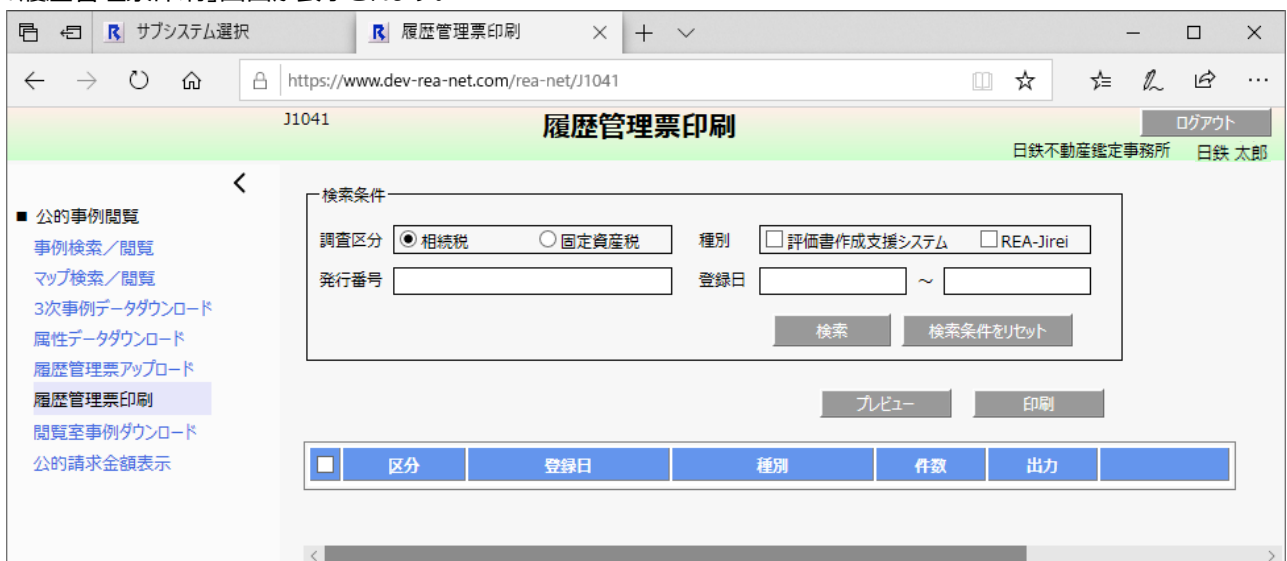 サブシステム選択
履歴管理票印刷
https://www.dev-rea-net.com/rea-net/J1041
J1041
履歴管理票印刷
ログアウト
日鉄不動産鑑定事務所 日鉄 太郎
■ 公的事例閲覧
事例検索／閲覧
マップ検索／閲覧
3次事例データダウンロード
属性データダウンロード
履歴管理票アップロード
履歴管理票印刷
閲覧室事例ダウンロード
公的請求金額表示
検索条件
調査区分 相続税 固定資産税 種別 評価書作成支援システム REA-Jirei
発行番号 登録日 ～
検索 検索条件をリセット
プレビュー 印刷
区分 登録日 種別 件数 出力